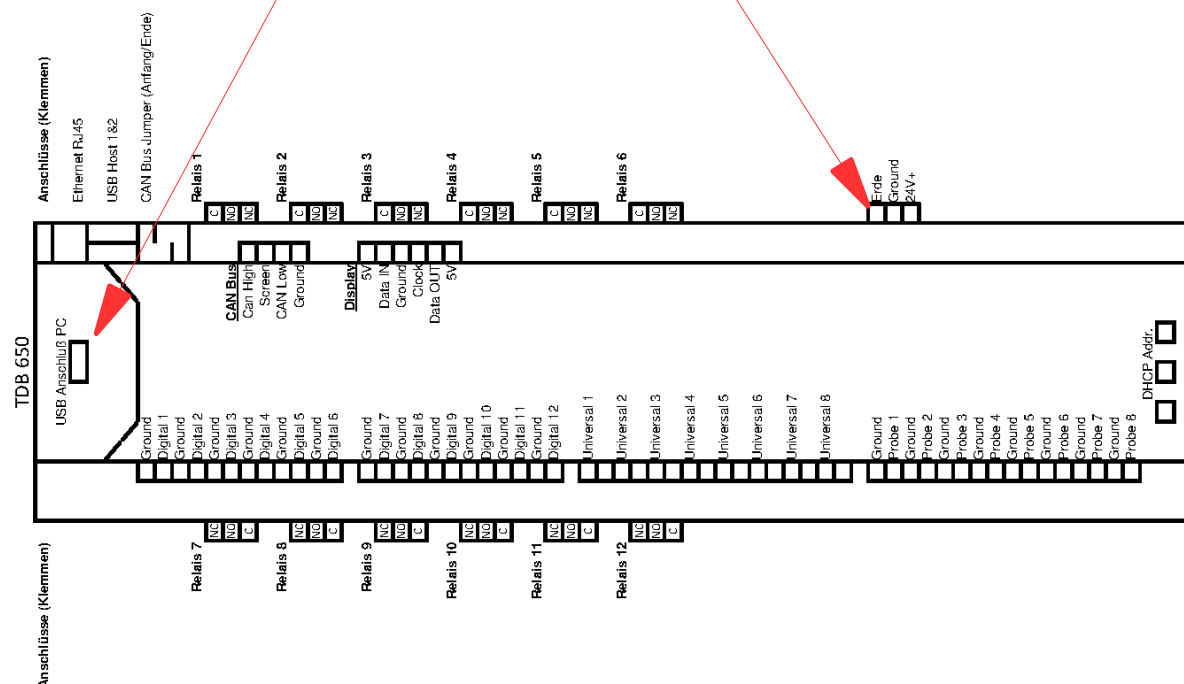 Anschlüsse (Klemmen)
Ethernet RJ45
USB Host 1&2
CAN Bus Jumper (Anfang/Ende)
Relais 1
C
NO
NC
Relais 2
C
NO
NC
Relais 3
C
NO
NC
Relais 4
C
NO
NC
Relais 5
C
NO
NC
Relais 6
C
NO
NC
Erde
Ground
24V+
CAN Bus
Can High
Screen
CAN Low
Ground
Display
5V
Data IN
Ground
Clock
Data OUT
5V
TDB 650
USB Anschluß PC
DHCP Addr.
Ground
Digital 1
Ground
Digital 2
Ground
Digital 3
Ground
Digital 4
Ground
Digital 5
Ground
Digital 6
Ground
Digital 7
Ground
Digital 8
Ground
Digital 9
Ground
Digital 10
Ground
Digital 11
Ground
Digital 12
Universal 1
Universal 2
Universal 3
Universal 4
Universal 5
Universal 6
Universal 7
Universal 8
Ground
Probe 1
Ground
Probe 2
Ground
Probe 3
Ground
Probe 4
Ground
Probe 5
Ground
Probe 6
Ground
Probe 7
Ground
Probe 8
Anschlüsse (Klemmen)
Relais 7
NC
NO
C
Relais 8
NC
NO
C
Relais 9
NC
NO
C
Relais 10
NC
NO
C
Relais 11
NC
NO
C
Relais 12
NC
NO
C